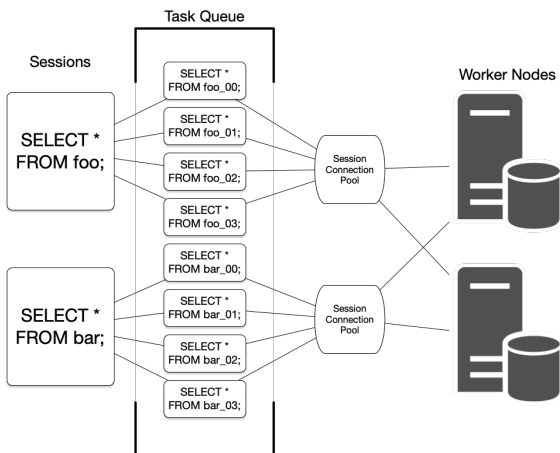 Task Queue
Sessions
Worker Nodes
SELECT *
FROM foo;
SELECT *
FROM foo_00;
SELECT *
FROM foo_01;
SELECT *
FROM foo_02;
SELECT *
FROM foo_03;
Session
Connection
Pool
SELECT *
FROM bar;
SELECT *
FROM bar_00;
SELECT *
FROM bar_01;
SELECT *
FROM bar_02;
SELECT *
FROM bar_03;
Session
Connection
Pool